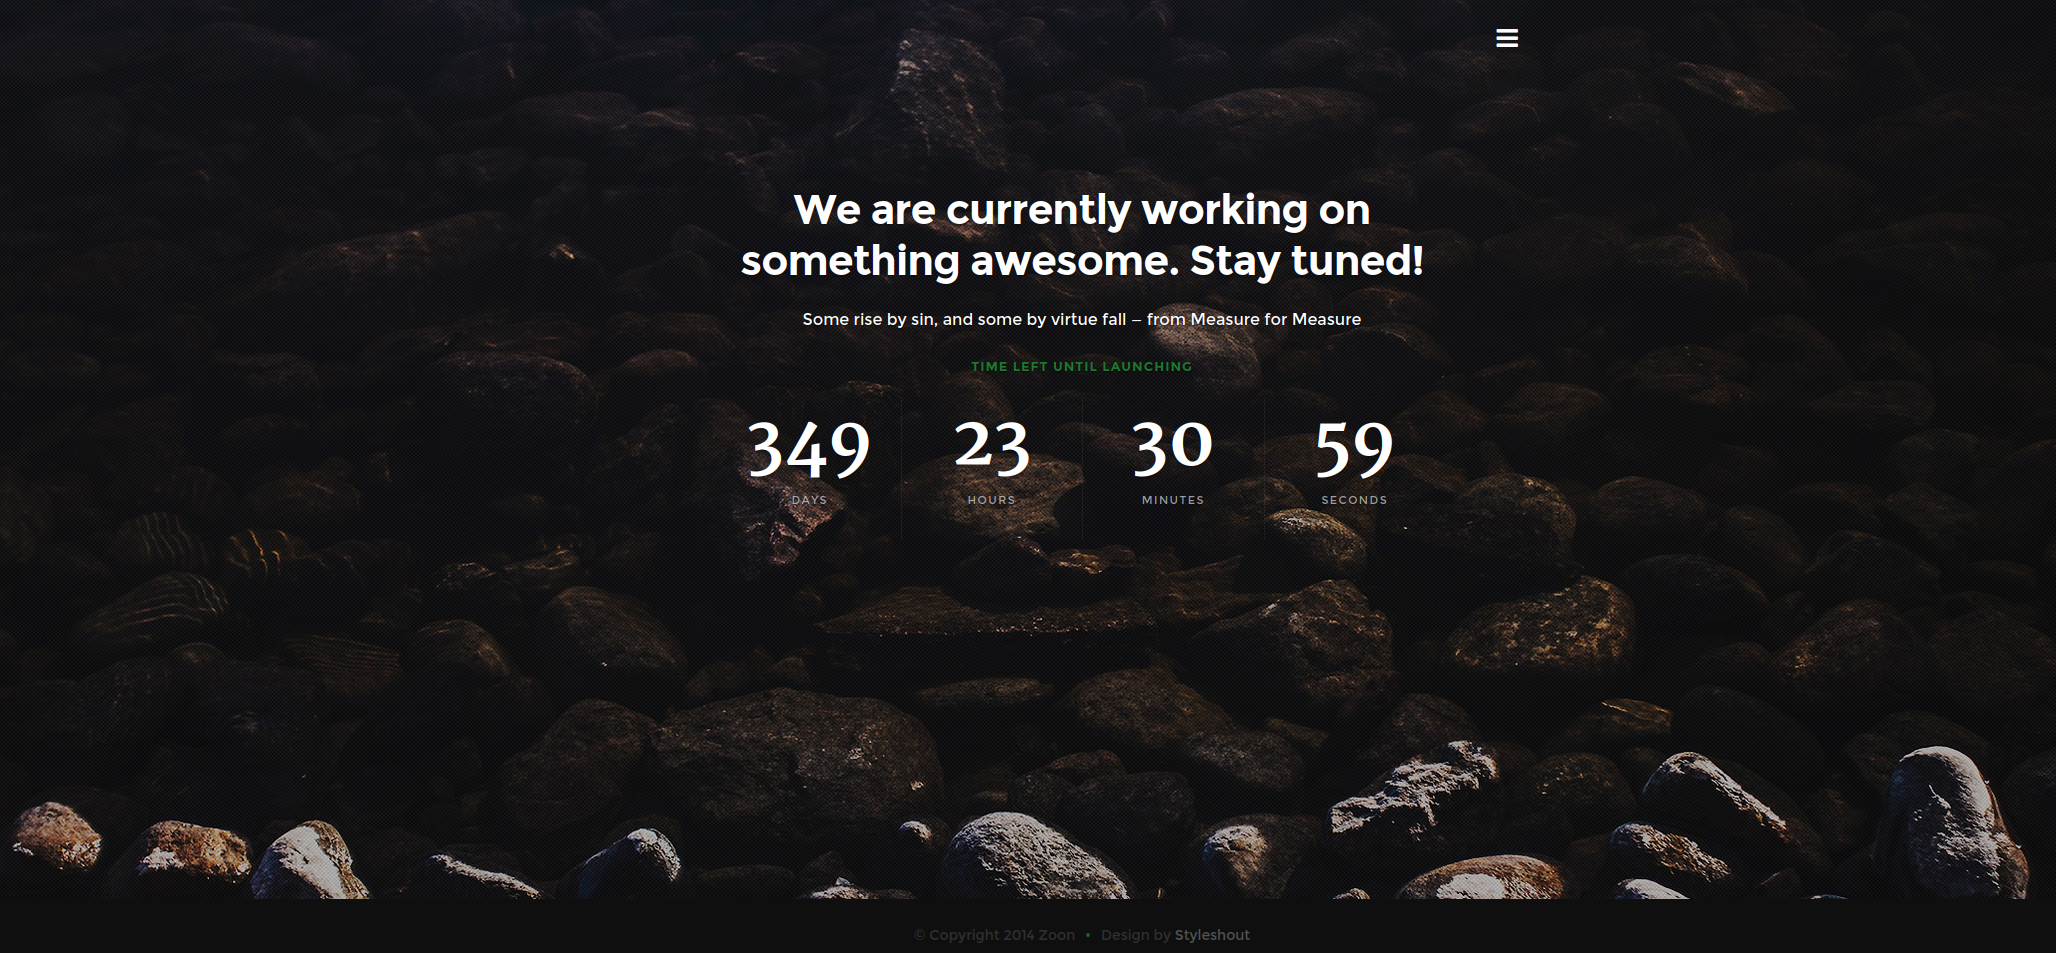 We are currently working on
something awesome. Stay tuned!
Some rise by sin, and some by virtue fall – from Measure for Measure
TIME LEFT UNTIL LAUNCHING
349 23 30 59
DAYS HOURS MINUTES SECONDS
© Copyright 2014 Zoon • Design by Styleshout